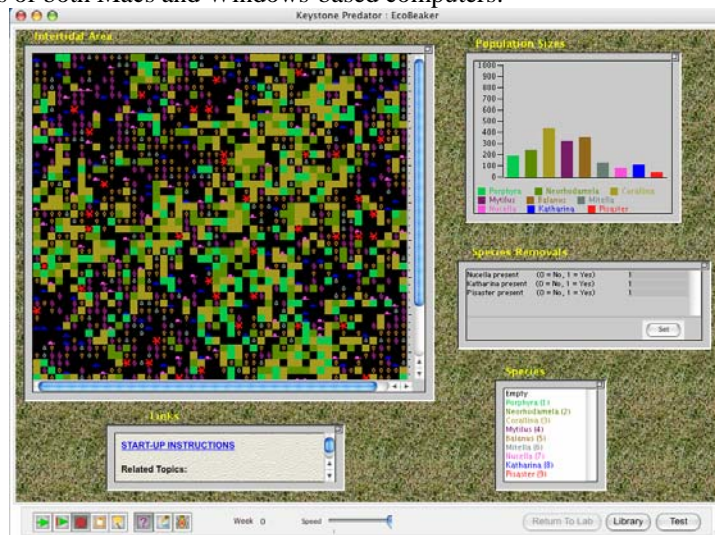 s of both Macs and Windows-based computers.
Keystone Predator : EcoBeaker
Intertidal Area
Population Sizes
1000
900
800
700
600
500
400
300
200
100
0
Porphyra Neorhodamela Corallina
Mytilus Balanus Mitella
Nucella Katharina Pisaster
Species Removals
Nucella present (0 = No, 1 = Yes) 1
Katharina present (0 = No, 1 = Yes) 1
Pisaster present (0 = No, 1 = Yes) 1
Set
Species
Empty
Porphyra (1)
Neorhodamela (2)
Corallina (3)
Mytilus (4)
Balanus (5)
Mitella (6)
Nucella (7)
Katharina (8)
Pisaster (9)
Links
START-UP INSTRUCTIONS
Related Topics:
Week 0 Speed
Return To Lab Library Test